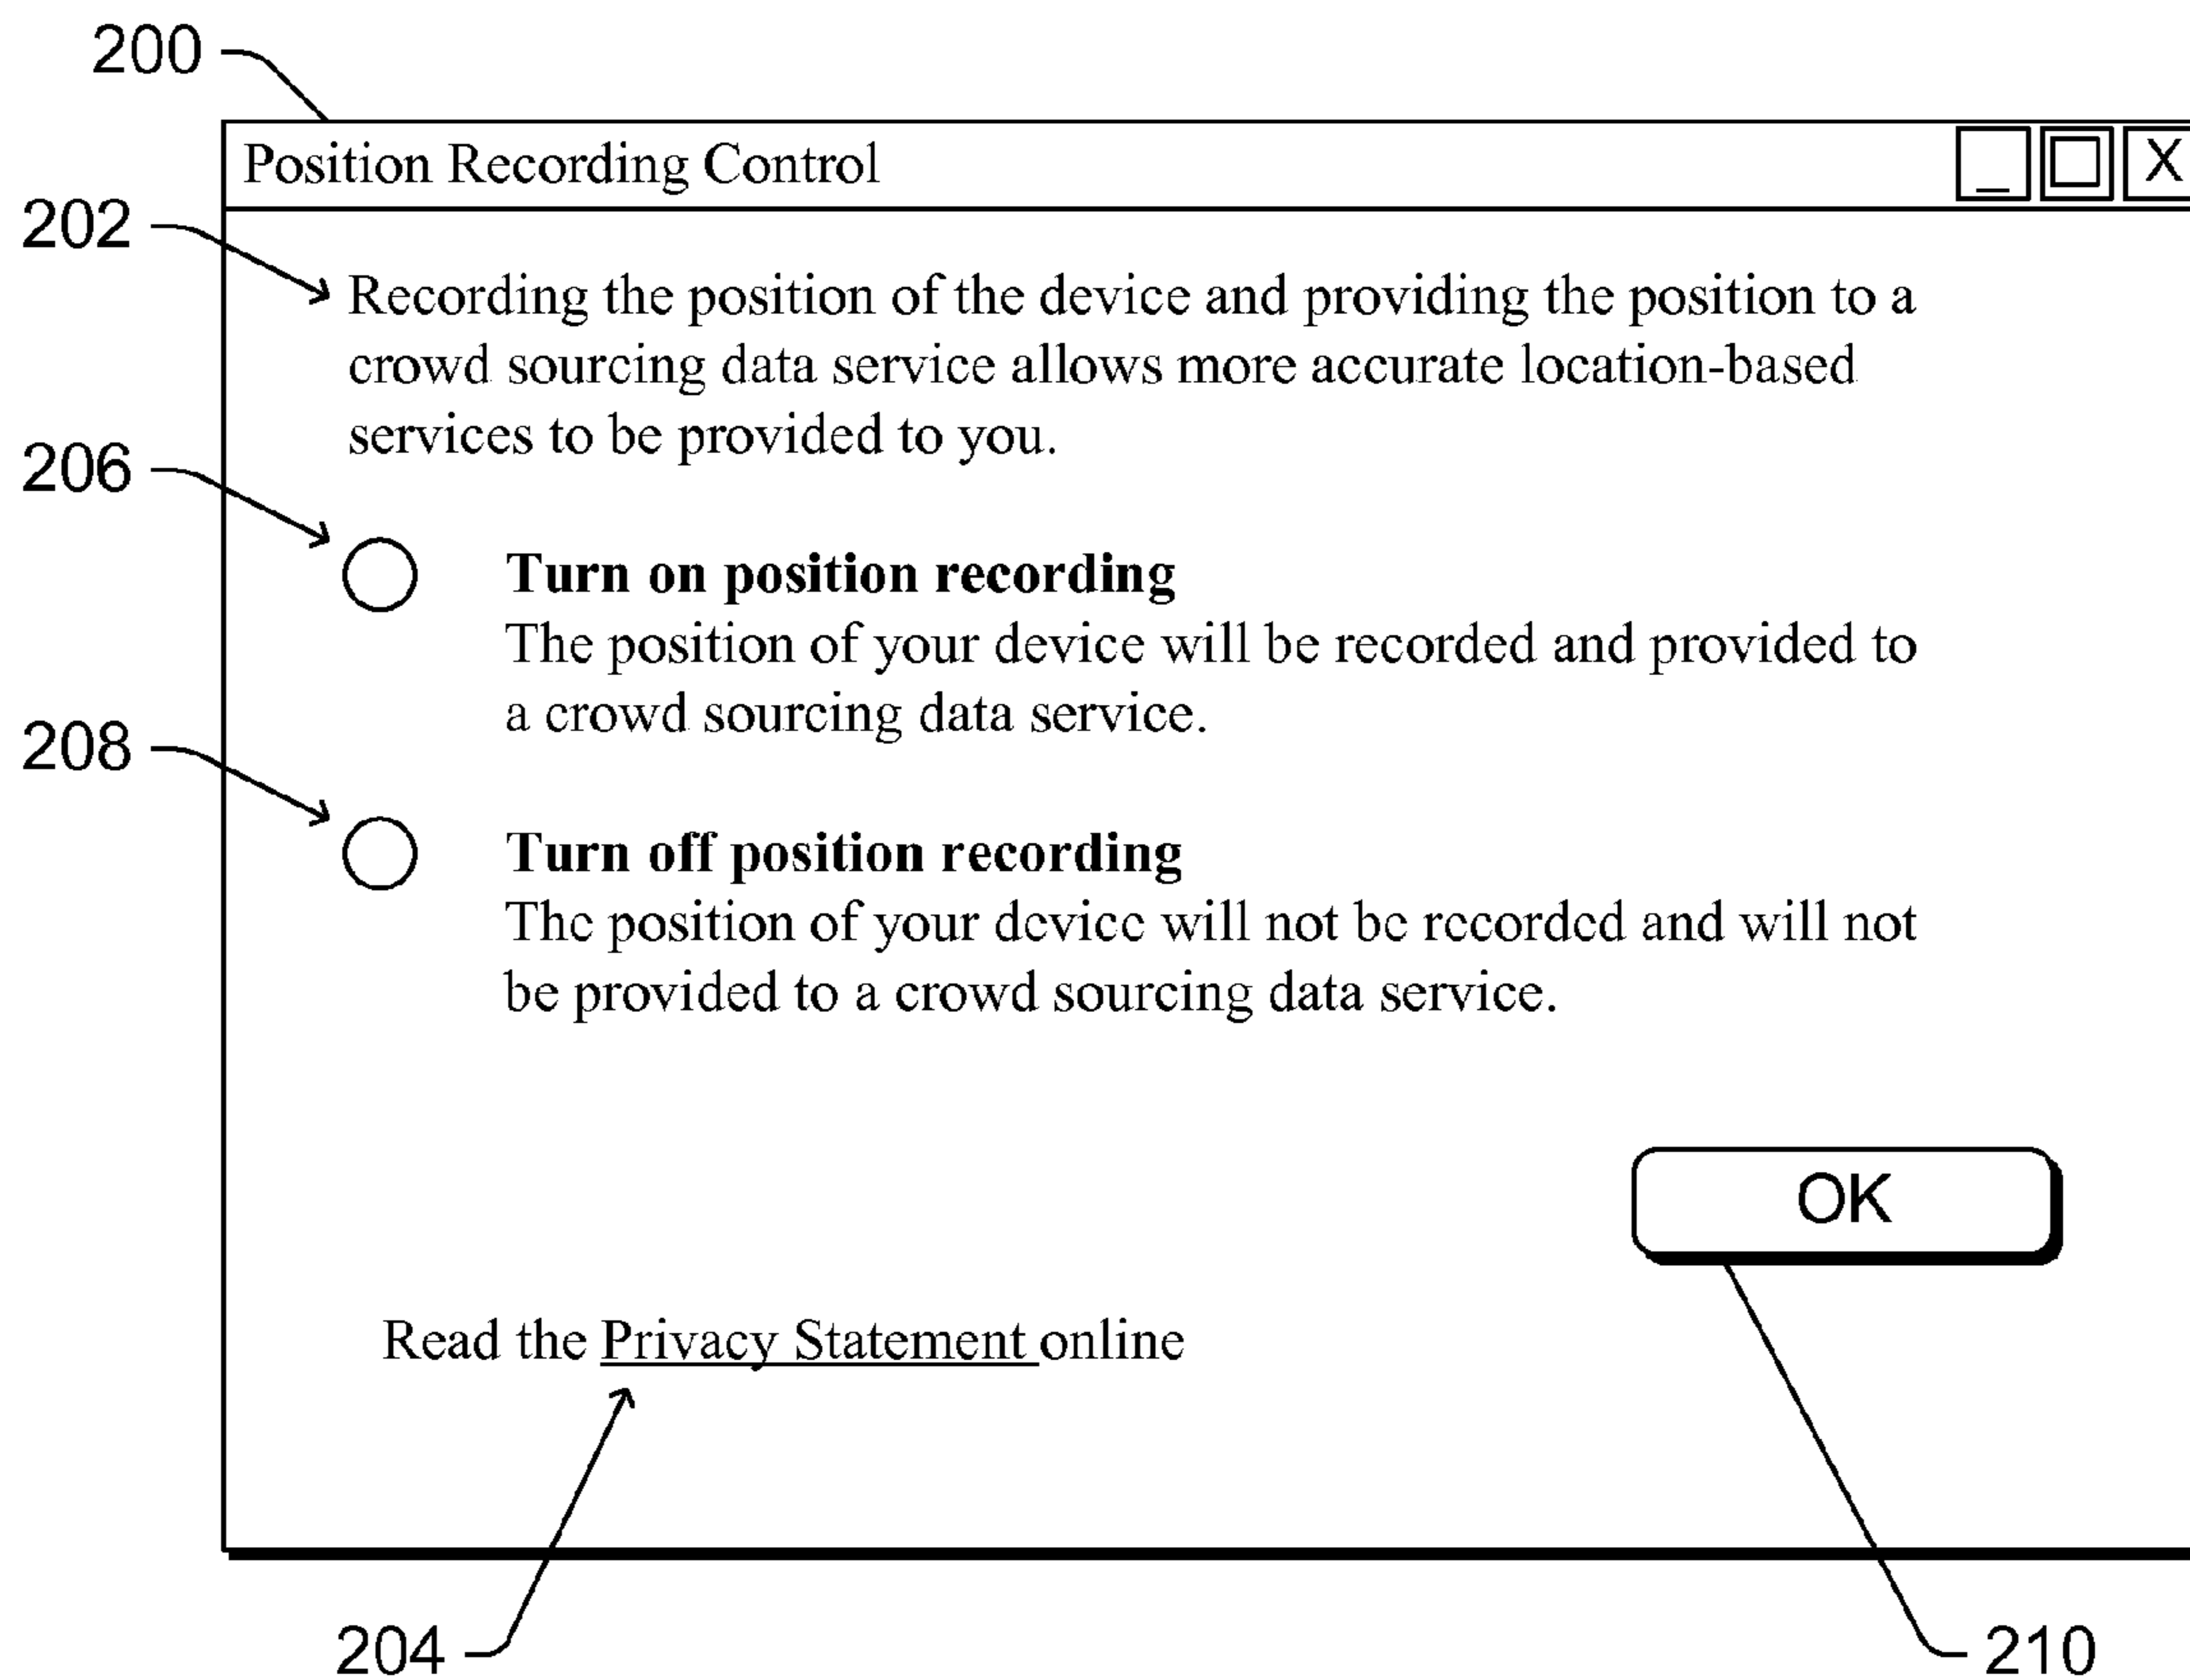 200
Position Recording Control
_ X
202
Recording the position of the device and providing the position to a
crowd sourcing data service allows more accurate location-based
services to be provided to you.
206
Turn on position recording
The position of your device will be recorded and provided to
a crowd sourcing data service.
208
Turn off position recording
The position of your device will not be recorded and will not
be provided to a crowd sourcing data service.
OK
Read the Privacy Statement online
204
210